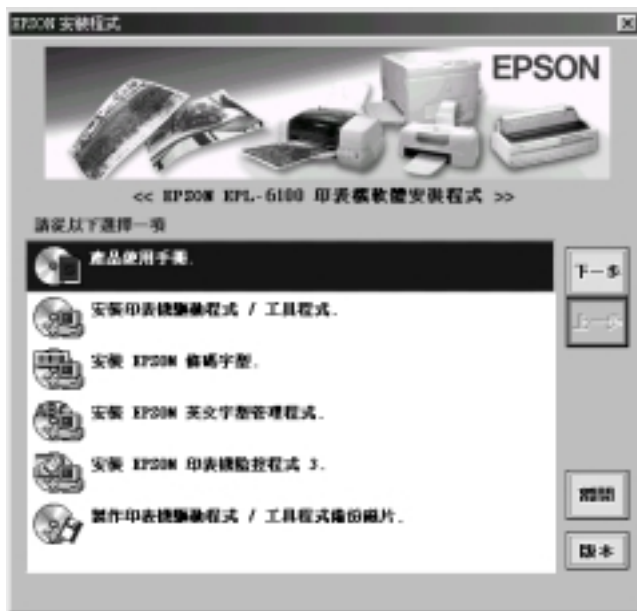 EPSON 安裝程式
EPSON
<< EPSON EPL-6100 印表機軟體安裝程式 >>
請從以下選擇一項
產品使用手冊.
下一步
安裝印表機驅動程式 / 工具程式.
上一步
安裝 EPSON 條碼字型.
安裝 EPSON 英文字型管理程式.
安裝 EPSON 印表機監控程式 3.
離開
製作印表機驅動程式 / 工具程式備份磁片.
版本